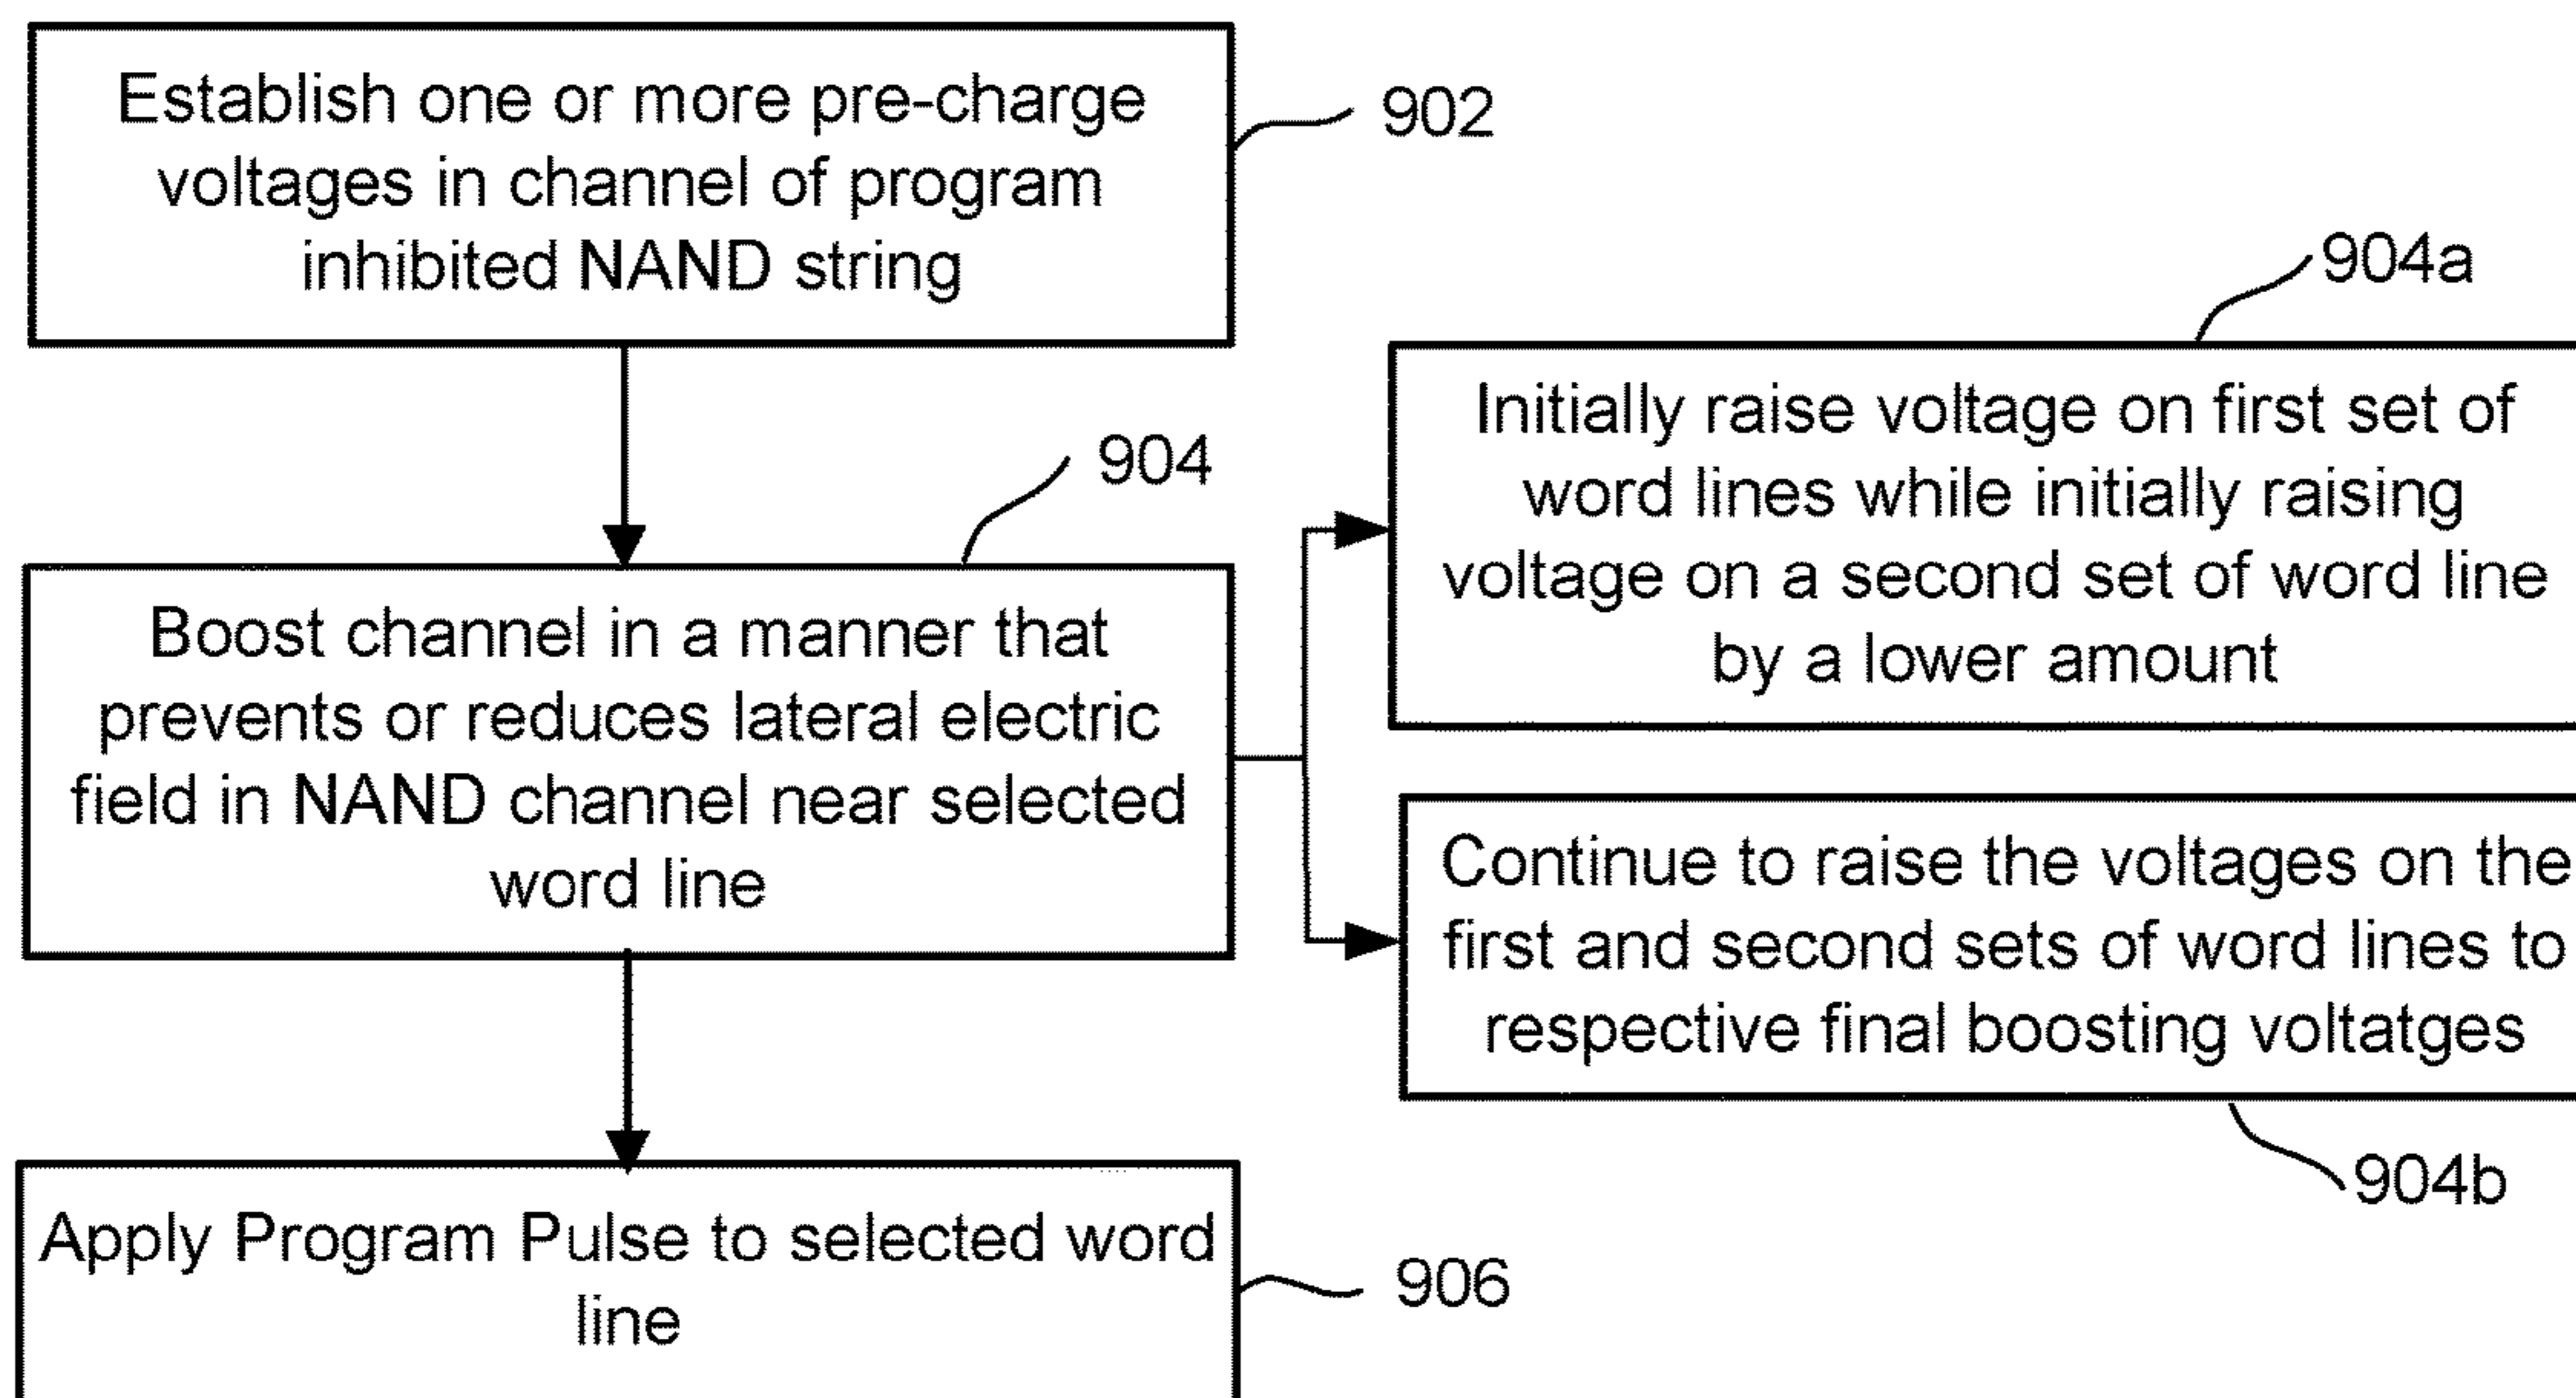 Establish one or more pre-charge
voltages in channel of program
inhibited NAND string
902
904
Boost channel in a manner that
prevents or reduces lateral electric
field in NAND channel near selected
word line
904a
Initially raise voltage on first set of
word lines while initially raising
voltage on a second set of word line
by a lower amount
Continue to raise the voltages on the
first and second sets of word lines to
respective final boosting voltatges
904b
Apply Program Pulse to selected word
line
906